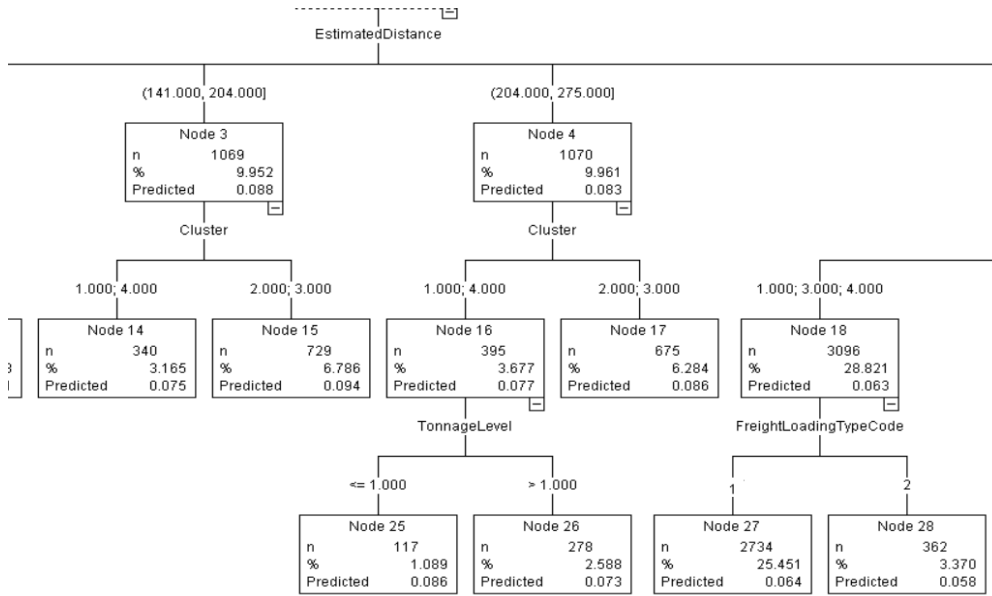 EstimatedDistance
(141.000, 204.000]
(204.000, 275.000]
Node 3
n 1069
% 9.952
Predicted 0.088
Node 4
n 1070
% 9.961
Predicted 0.083
Cluster
Cluster
1.000; 4.000
2.000; 3.000
1.000; 4.000
2.000; 3.000
1.000; 3.000; 4.000
Node 14
n 340
% 3.165
Predicted 0.075
Node 15
n 729
% 6.786
Predicted 0.094
Node 16
n 395
% 3.677
Predicted 0.077
Node 17
n 675
% 6.284
Predicted 0.086
Node 18
n 3096
% 28.821
Predicted 0.063
TonnageLevel
FreightLoadingTypeCode
<= 1.000
> 1.000
1
2
Node 25
n 117
% 1.089
Predicted 0.086
Node 26
n 278
% 2.588
Predicted 0.073
Node 27
n 2734
% 25.451
Predicted 0.064
Node 28
n 362
% 3.370
Predicted 0.058